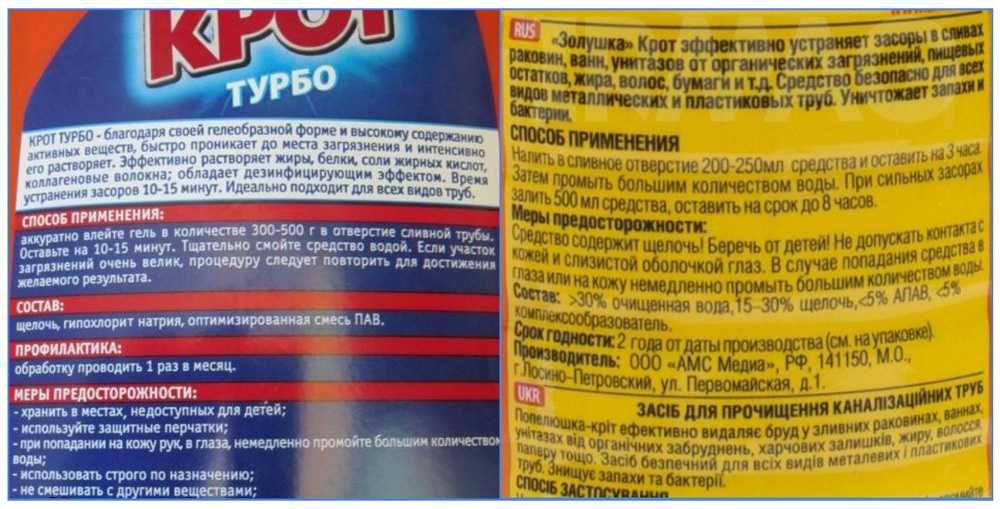 КРОТ
ТУРБО
КРОТ ТУРБО - благодаря своей гелеобразной форме и высокому содержанию
активных веществ, быстро проникает до места загрязнения и интенсивно
его растворяет. Эффективно растворяет жиры, белки, соли жирных кислот,
коллагеновые волокна; обладает дезинфицирующим эффектом. Время
устранения засоров 10-15 минут. Идеально подходит для всех видов труб.
СПОСОБ ПРИМЕНЕНИЯ:
аккуратно влейте гель в количестве 300-500 г в отверстие сливной трубы.
Оставьте на 10-15 минут. Тщательно смойте средство водой. Если участок
загрязнений очень велик, процедуру следует повторить для достижения
желаемого результата.
СОСТАВ:
щелочь, гипохлорит натрия, оптимизированная смесь ПАВ.
ПРОФИЛАКТИКА:
обработку проводить 1 раз в месяц.
МЕРЫ ПРЕДОСТОРОЖНОСТИ:
- хранить в местах, недоступных для детей;
- используйте защитные перчатки;
- при попадании на кожу рук, в глаза, немедленно промойте большим количеством
воды;
- использовать строго по назначению;
- не смешивать с другими веществами;
RUS
«Золушка» Крот эффективно устраняет засоры в сливах
раковин, ванн, унитазов от органических загрязнений, пищевых
остатков, жира, волос, бумаги и т.д. Средство безопасно для всех
видов металлических и пластиковых труб. Уничтожает запахи и
бактерии.
СПОСОБ ПРИМЕНЕНИЯ
Налить в сливное отверстие 200-250мл средства и оставить на 3 часа.
Затем промыть большим количеством воды. При сильных засорах
залить 500 мл средства, оставить на срок до 8 часов.
Меры предосторожности:
Средство содержит щелочь! Беречь от детей! Не допускать контакта с
кожей и слизистой оболочкой глаз. В случае попадания средства в
глаза или на кожу немедленно промыть большим количеством воды.
Состав: >30% очищенная вода,15–30% щелочь,<5% АПАВ, <5%
комплексообразователь.
Срок годности: 2 года от даты производства (см. на упаковке).
Производитель: ООО «АМС Медиа», РФ, 141150, М.О.,
г.Лосино-Петровский, ул. Первомайская, д.1.
UKR
ЗАСІБ ДЛЯ ПРОЧИЩЕННЯ КАНАЛІЗАЦІЙНИХ ТРУБ
Попелюшка-кріт ефективно видаляє бруд у зливних раковинах, ваннах,
унітазах від органічних забруднень, харчових залишків, жиру, волосся,
паперу тощо. Засіб безпечний для всіх видів металевих і пластикових
труб. Знищує запахи та бактерії.
СПОСІБ ЗАСТОСУВАННЯ